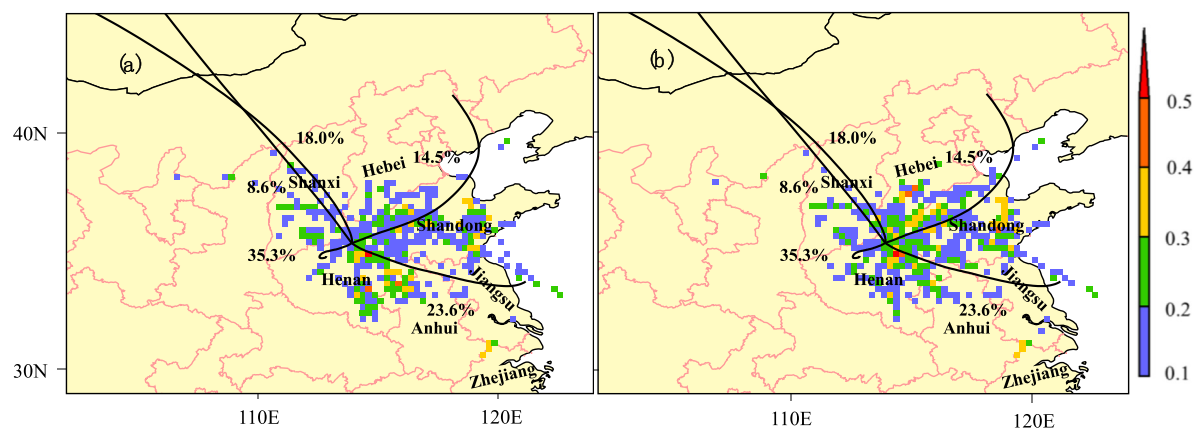 (a)
(b)
40N
30N
110E
120E
110E
120E
18.0%
14.5%
Hebei
8.6%
Shanxi
Shandong
35.3%
Henan
Jiangsu
23.6%
Anhui
Zhejiang
18.0%
14.5%
Hebei
8.6%
Shanxi
Shandong
35.3%
Henan
Jiangsu
23.6%
Anhui
Zhejiang
0.5
0.4
0.3
0.2
0.1